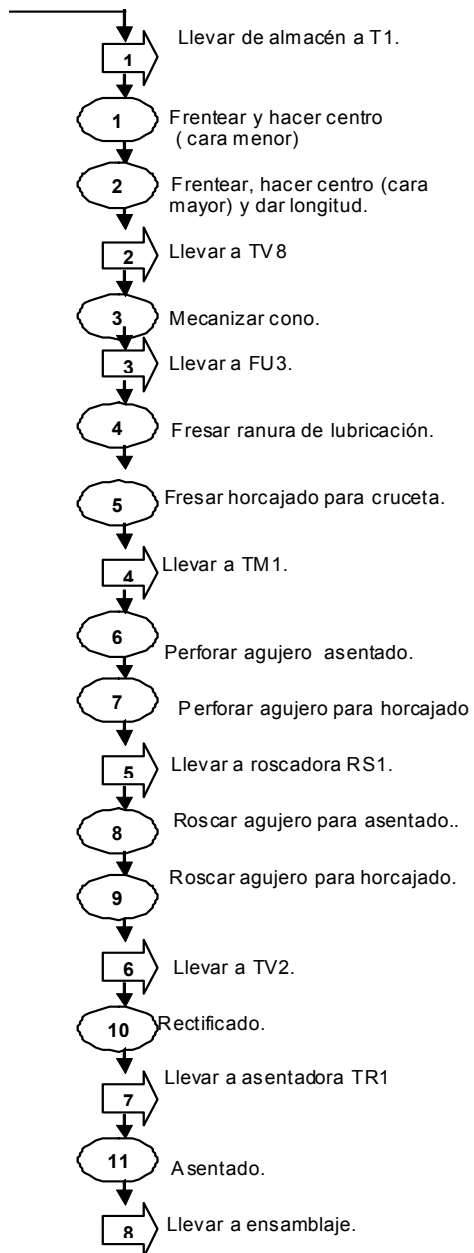 Llevar de almacén a T1.
1
1
Frentear y hacer centro
( cara menor)
2
Frentear, hacer centro (cara
mayor) y dar longitud.
2
Llevar a TV8
3
Mecanizar cono.
3
Llevar a FU3.
4
Fresar ranura de lubricación.
5
Fresar horcajado para cruceta.
4
Llevar a TM1.
6
Perforar agujero asentado.
7
Perforar agujero para horcajado
5
Llevar a roscadora RS1.
8
Roscar agujero para asentado..
9
Roscar agujero para horcajado.
6
Llevar a TV2.
10
Rectificado.
7
Llevar a asentadora TR1
11
Asentado.
8
Llevar a ensamblaje.